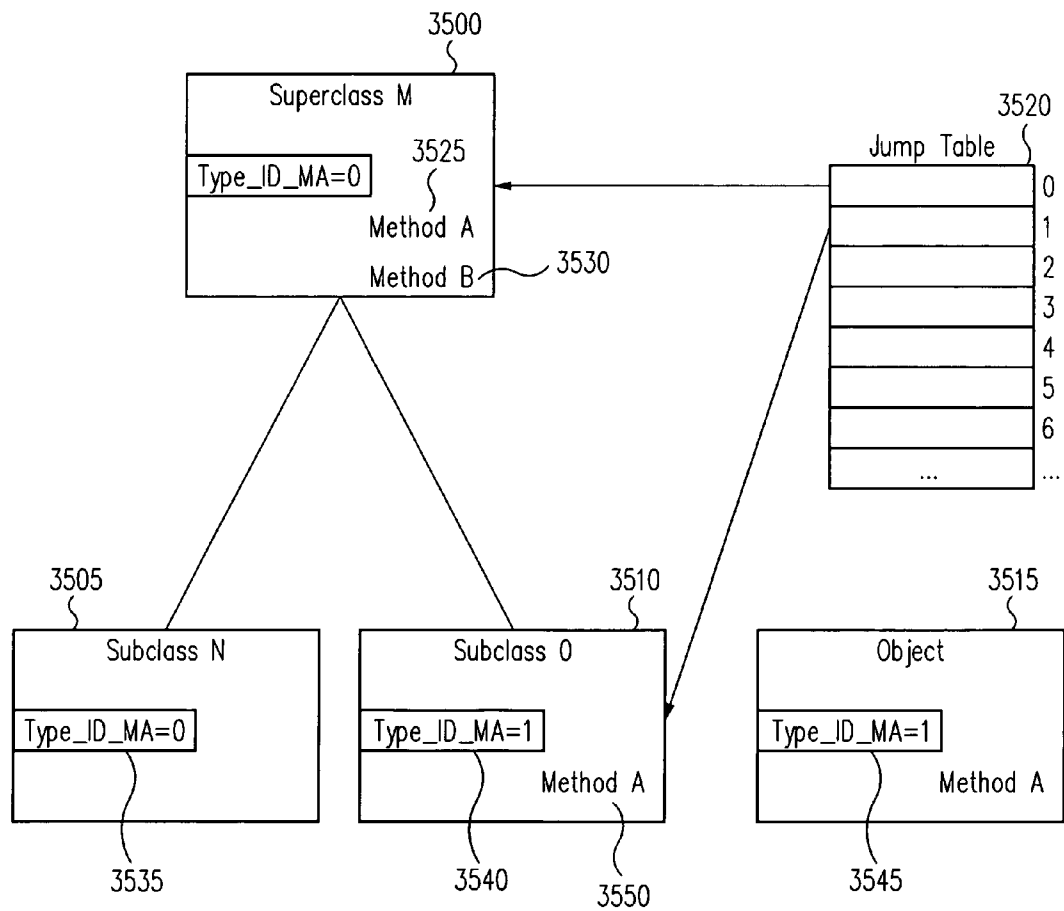 3500
Superclass M
Type_ID_MA=0
3525
Method A
Method B
3530
3520
Jump Table
0
1
2
3
4
5
6
... ...
3505
Subclass N
Type_ID_MA=0
3535
3510
Subclass O
Type_ID_MA=1
Method A
3540
3550
3515
Object
Type_ID_MA=1
Method A
3545